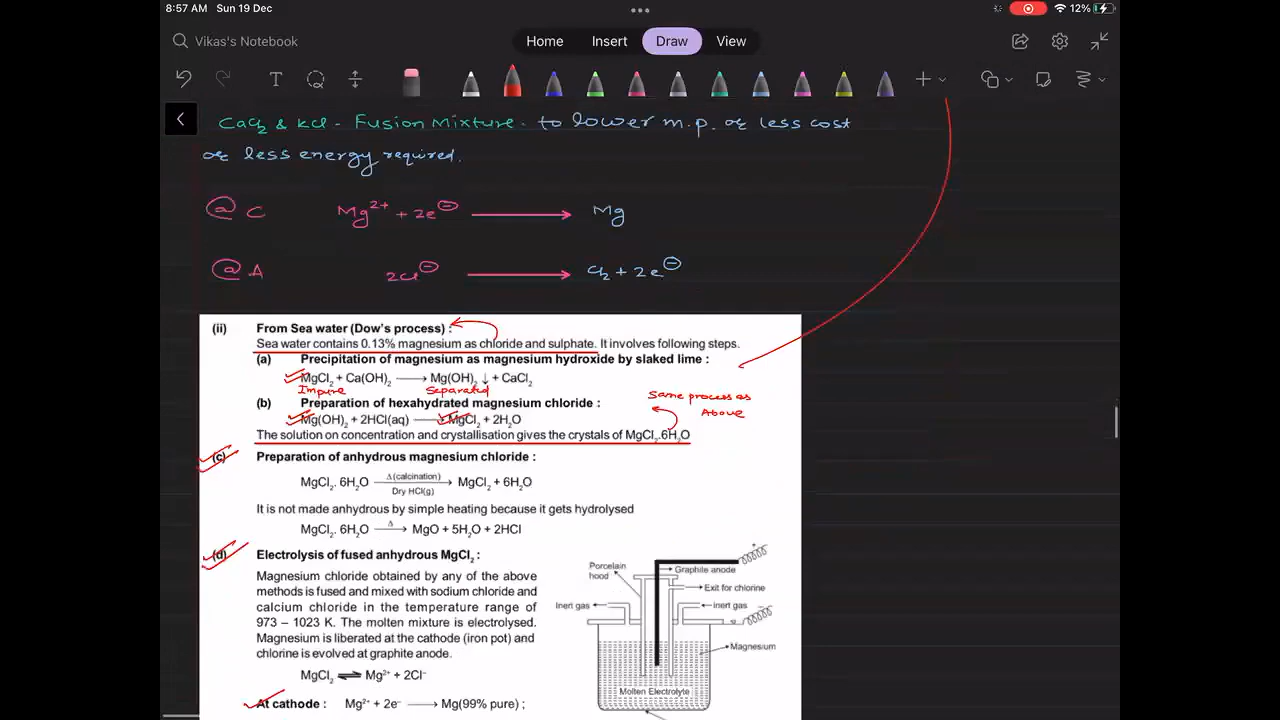 8:57 AM Sun 19 Dec
12%
Vikas's Notebook
Home Insert Draw View
CaCl2 & KCl - Fusion Mixture - to lower m.p. or less cost
or less energy required.
@ C Mg2+ + 2e⊖ ⟶ Mg
@ A 2Cl⊖ ⟶ Cl2 + 2e⊖
(ii) From Sea water (Dow's process) :
Sea water contains 0.13% magnesium as chloride and sulphate. It involves following steps.
(a) Precipitation of magnesium as magnesium hydroxide by slaked lime :
MgCl2 + Ca(OH)2 ⟶ Mg(OH)2 ↓ + CaCl2
Impure Separated
Same process as
Above
(b) Preparation of hexahydrated magnesium chloride :
Mg(OH)2 + 2HCl(aq) ⟶ MgCl2 + 2H2O
The solution on concentration and crystallisation gives the crystals of MgCl2.6H2O
(c) Preparation of anhydrous magnesium chloride :
MgCl2. 6H2O Δ(calcination) ⟶ Dry HCl(g) MgCl2 + 6H2O
It is not made anhydrous by simple heating because it gets hydrolysed
MgCl2. 6H2O Δ ⟶ MgO + 5H2O + 2HCl
(d) Electrolysis of fused anhydrous MgCl2 :
Magnesium chloride obtained by any of the above
methods is fused and mixed with sodium chloride and
calcium chloride in the temperature range of
973 – 1023 K. The molten mixture is electrolysed.
Magnesium is liberated at the cathode (iron pot) and
chlorine is evolved at graphite anode.
MgCl2 ⇌ Mg2+ + 2Cl–
At cathode : Mg2+ + 2e– ⟶ Mg(99% pure) ;
Porcelain
hood
Graphite anode
Exit for chlorine
Inert gas
inert gas
Magnesium
Molten Electrolyte